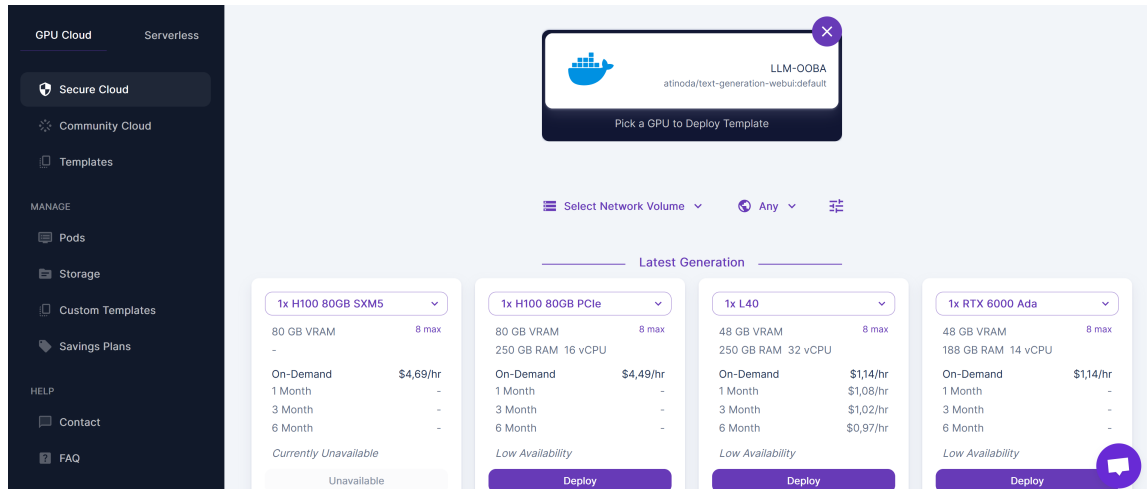 GPU Cloud
Serverless
Secure Cloud
Community Cloud
Templates
MANAGE
Pods
Storage
Custom Templates
Savings Plans
HELP
Contact
FAQ
LLM-OOBA
atinoda/text-generation-webui:default
Pick a GPU to Deploy Template
Select Network Volume
Any
Latest Generation
1x H100 80GB SXM5
80 GB VRAM 8 max
-
On-Demand $4,69/hr
1 Month -
3 Month -
6 Month -
Currently Unavailable
Unavailable
1x H100 80GB PCIe
80 GB VRAM 8 max
250 GB RAM 16 vCPU
On-Demand $4,49/hr
1 Month -
3 Month -
6 Month -
Low Availability
Deploy
1x L40
48 GB VRAM 8 max
250 GB RAM 32 vCPU
On-Demand $1,14/hr
1 Month $1,08/hr
3 Month $1,02/hr
6 Month $0,97/hr
Low Availability
Deploy
1x RTX 6000 Ada
48 GB VRAM 8 max
188 GB RAM 14 vCPU
On-Demand $1,14/hr
1 Month -
3 Month -
6 Month -
Low Availability
Deploy